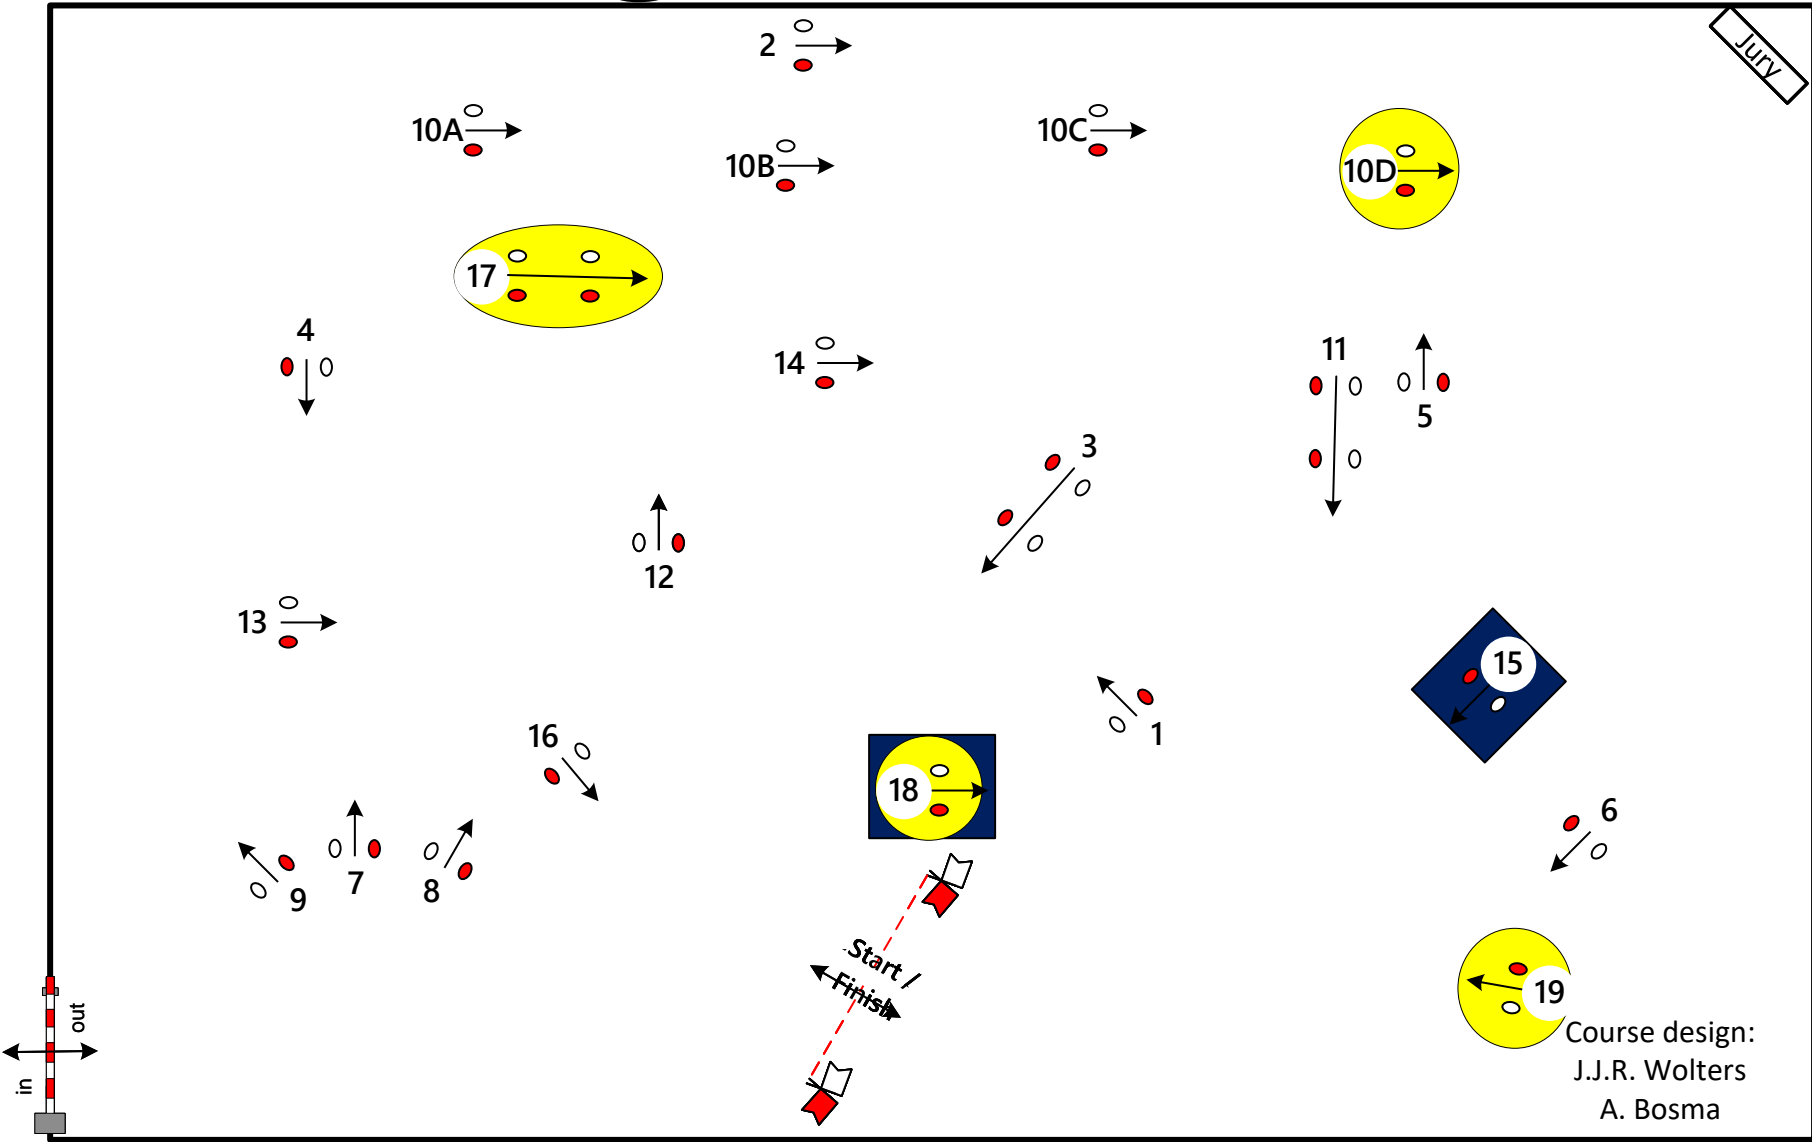 2
Jury
10A
10C
10B
10D
17
4
14
11
5
3
12
13
15
1
16
18
6
7
8
9
Start /
Finish
19
out
in
Course design:
J.J.R. Wolters
A. Bosma